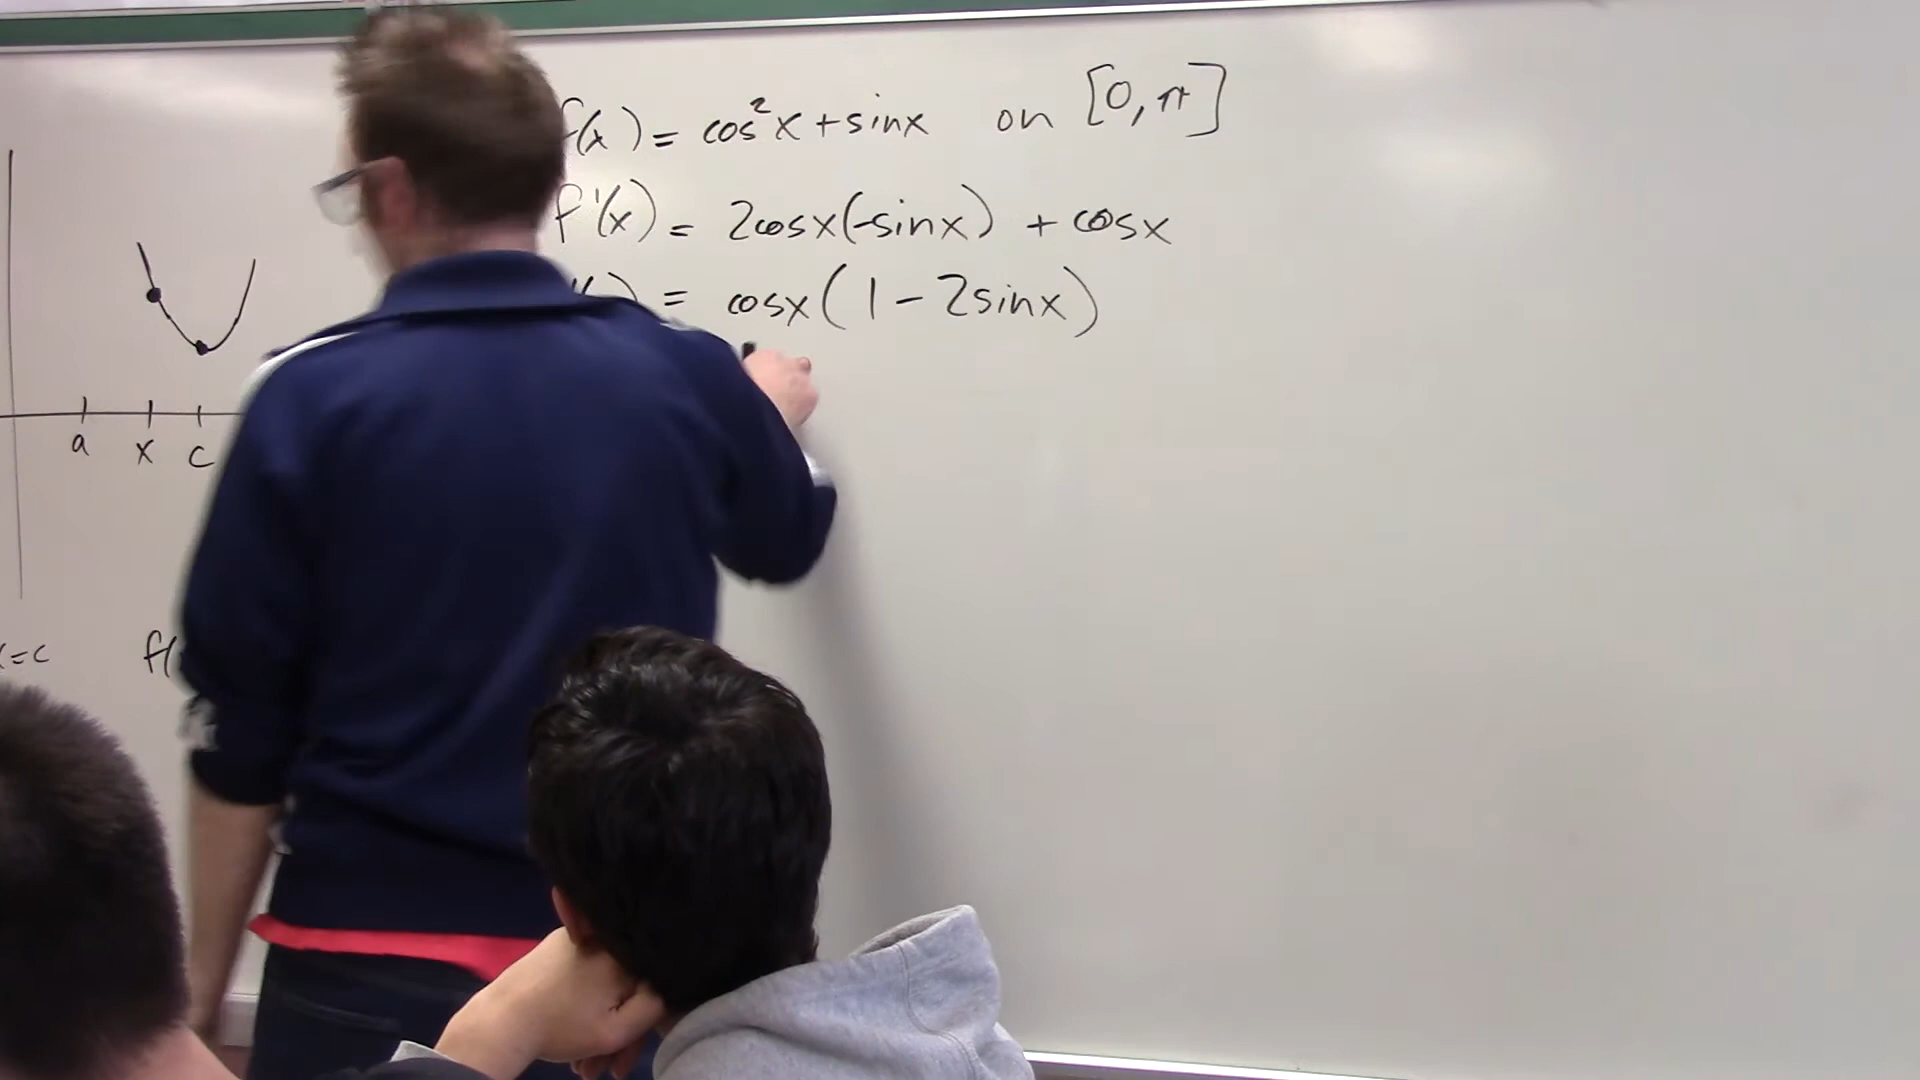 f(x) = cos²x + sinx on [0, π]
f'(x) = 2cosx(-sinx) + cosx
= cosx(1 - 2sinx)
a x c
x=c f(